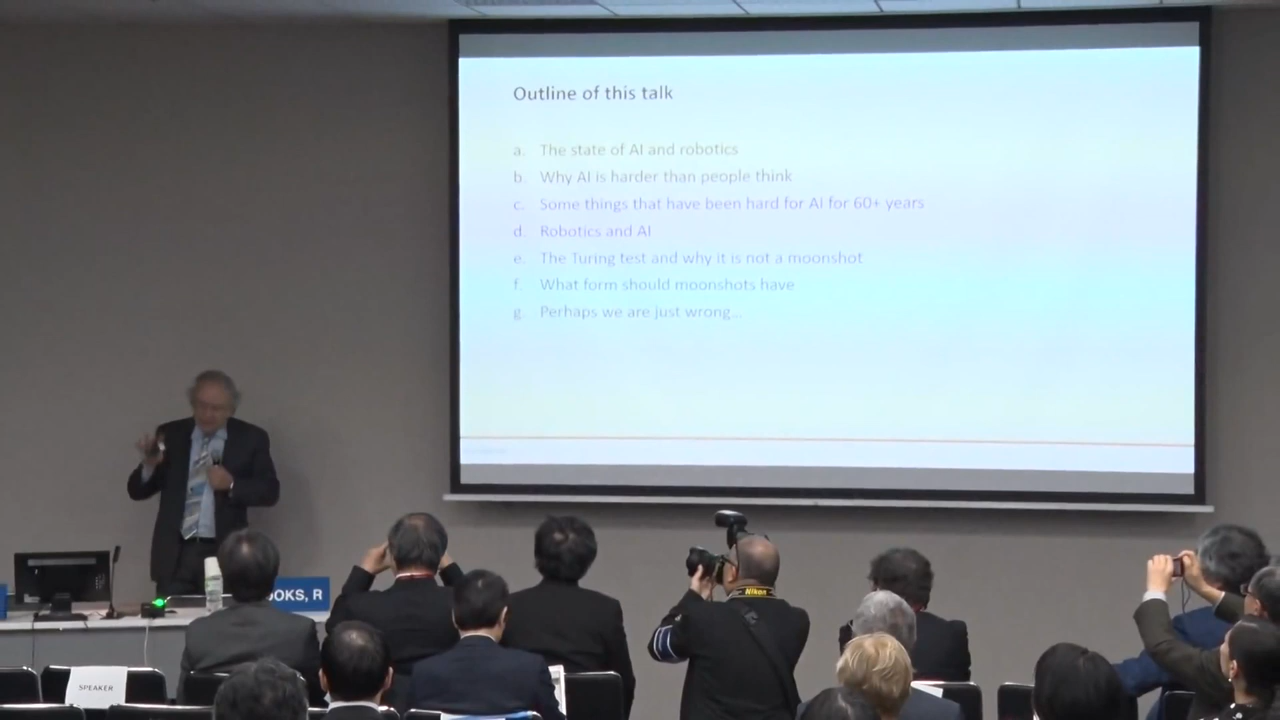 Outline of this talk
a. The state of AI and robotics
b. Why AI is harder than people think
c. Some things that have been hard for AI for 60+ years
d. Robotics and AI
e. The Turing test and why it is not a moonshot
f. What form should moonshots have
g. Perhaps we are just wrong...
OOKS, R
Nikon
SPEAKER